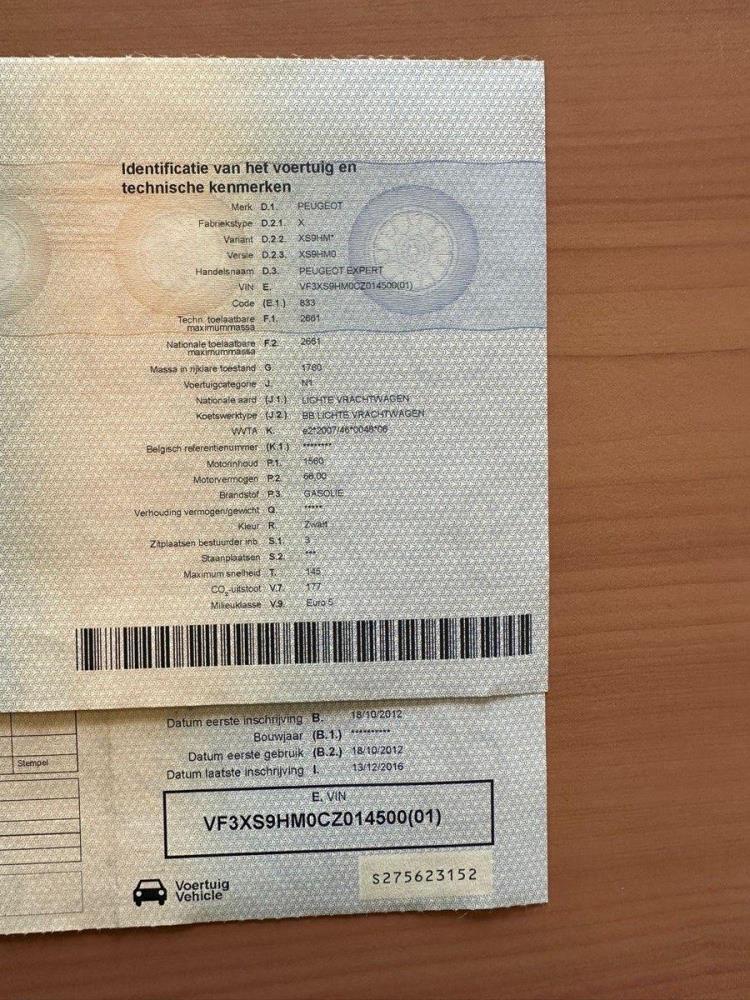 Identificatie van het voertuig en
technische kenmerken
Merk D.1. PEUGEOT
Fabriekstype D.2.1. X
Variant D.2.2. XS9HM*
Versie D.2.3. XS9HM0
Handelsnaam D.3. PEUGEOT EXPERT
VIN E. VF3XS9HM0CZ014500(01)
Code (E.1.) 833
Techn. toelaatbare F.1. 2661
maximummassa
Nationale toelaatbare F.2. 2661
maximummassa
Massa in rijklare toestand G. 1780
Voertuigcategorie J. N1
Nationale aard (J.1.) LICHTE VRACHTWAGEN
Koetswerktype (J.2.) BB LICHTE VRACHTWAGEN
WVTA K. e2*2007/46*0046*06
Belgisch referentienummer (K.1.) ********
Motorinhoud P.1. 1560
Motorvermogen P.2. 66,00
Brandstof P.3. GASOLIE
Verhouding vermogen/gewicht Q. *****
Kleur R. Zwart
Zitplaatsen bestuurder inb. S.1. 3
Staanplaatsen S.2. ***
Maximum snelheid T. 145
CO2-uitstoot V.7. 177
Milieuklasse V.9. Euro 5
Datum eerste inschrijving B. 18/10/2012
Bouwjaar (B.1.) **********
Datum eerste gebruik (B.2.) 18/10/2012
Datum laatste inschrijving I. 13/12/2016
Stempel
E. VIN
VF3XS9HM0CZ014500(01)
Voertuig
Vehicle
S275623152